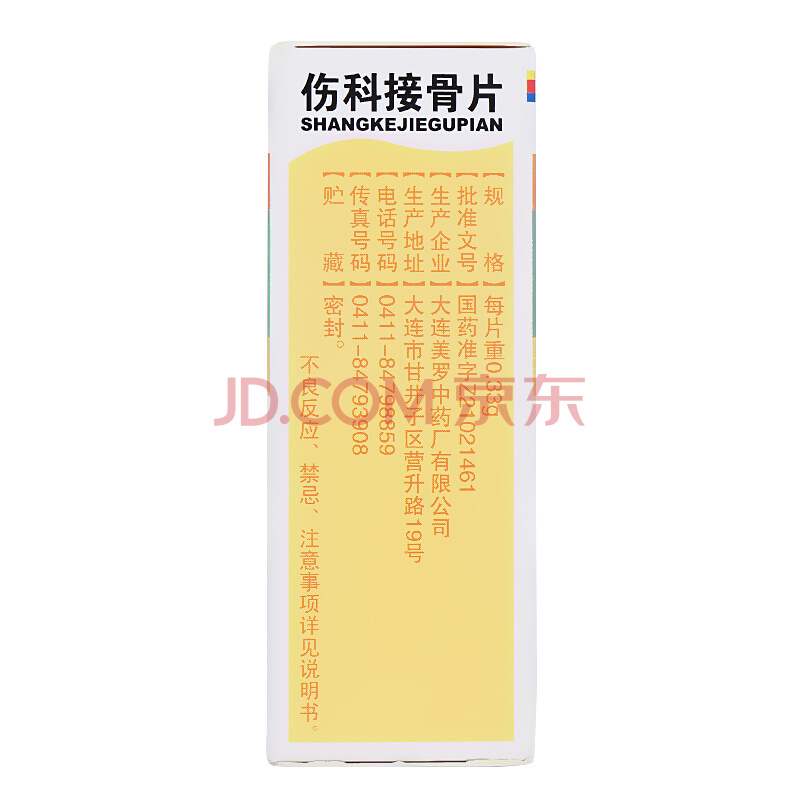 伤科接骨片
SHANGKEJIEGUPIAN
【规格】每片重0.33g
【批准文号】国药准字Z21021461
【生产企业】大连美罗中药厂有限公司
【生产地址】大连市甘井子区营升路19号
【电话号码】0411-84798859
【传真号码】0411-84793908
【贮藏】密封。
不良反应、禁忌、注意事项详见说明书。
JD.COM 京东